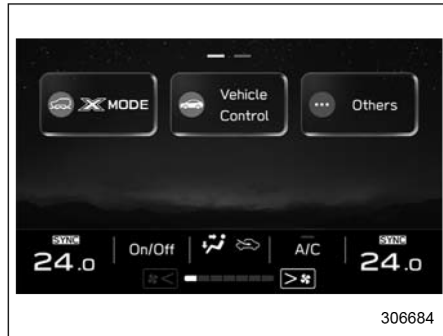 X MODE
Vehicle
Control
Others
SYNC
24.0
On/Off
A/C
SYNC
24.0
306684